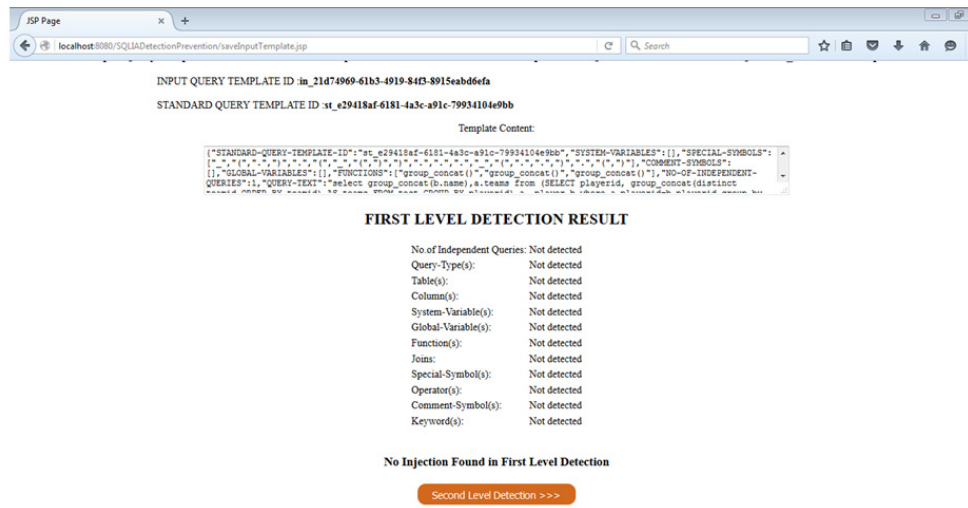 JSP Page
localhost:8080/SQLIADetectionPrevention/saveInputTemplate.jsp
Search
INPUT QUERY TEMPLATE ID :in_21d74969-61b3-4919-84f3-8915eabd6efa
STANDARD QUERY TEMPLATE ID :st_e29418af-6181-4a3c-a91c-79934104e9bb
Template Content:
{"STANDARD-QUERY-TEMPLATE-ID":"st_e29418af-6181-4a3c-a91c-79934104e9bb","SYSTEM-VARIABLES":[],"SPECIAL-SYMBOLS":
["_","(",".",")",".","(","_","(",")",")",".",".",".","_","(",".",".",")",".","(",")"],"COMMENT-SYMBOLS":
[],"GLOBAL-VARIABLES":[],"FUNCTIONS":["group_concat()","group_concat()","group_concat()"],"NO-OF-INDEPENDENT-
QUERIES":1,"QUERY-TEXT":"select group_concat(b.name),a.teams from (SELECT playerid, group_concat(distinct
FIRST LEVEL DETECTION RESULT
No.of Independent Queries: Not detected
Query-Type(s): Not detected
Table(s): Not detected
Column(s): Not detected
System-Variable(s): Not detected
Global-Variable(s): Not detected
Function(s): Not detected
Joins: Not detected
Special-Symbol(s): Not detected
Operator(s): Not detected
Comment-Symbol(s): Not detected
Keyword(s): Not detected
No Injection Found in First Level Detection
Second Level Detection >>>